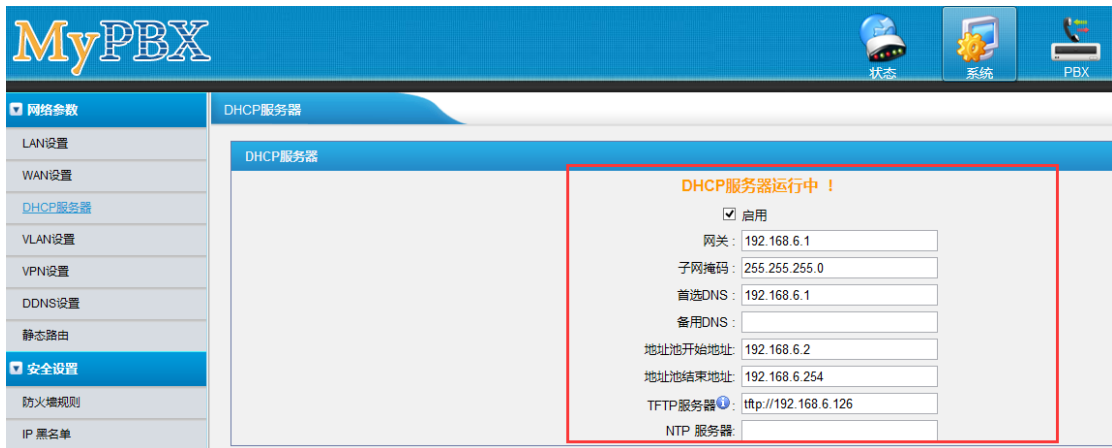 MyPBX
状态
系统
PBX
网络参数
LAN设置
WAN设置
DHCP服务器
VLAN设置
VPN设置
DDNS设置
静态路由
安全设置
防火墙规则
IP 黑名单
DHCP服务器
DHCP服务器
DHCP服务器运行中 ！
启用
网关 : 192.168.6.1
子网掩码 : 255.255.255.0
首选DNS : 192.168.6.1
备用DNS :
地址池开始地址: 192.168.6.2
地址池结束地址: 192.168.6.254
TFTP服务器 : tftp://192.168.6.126
NTP 服务器: